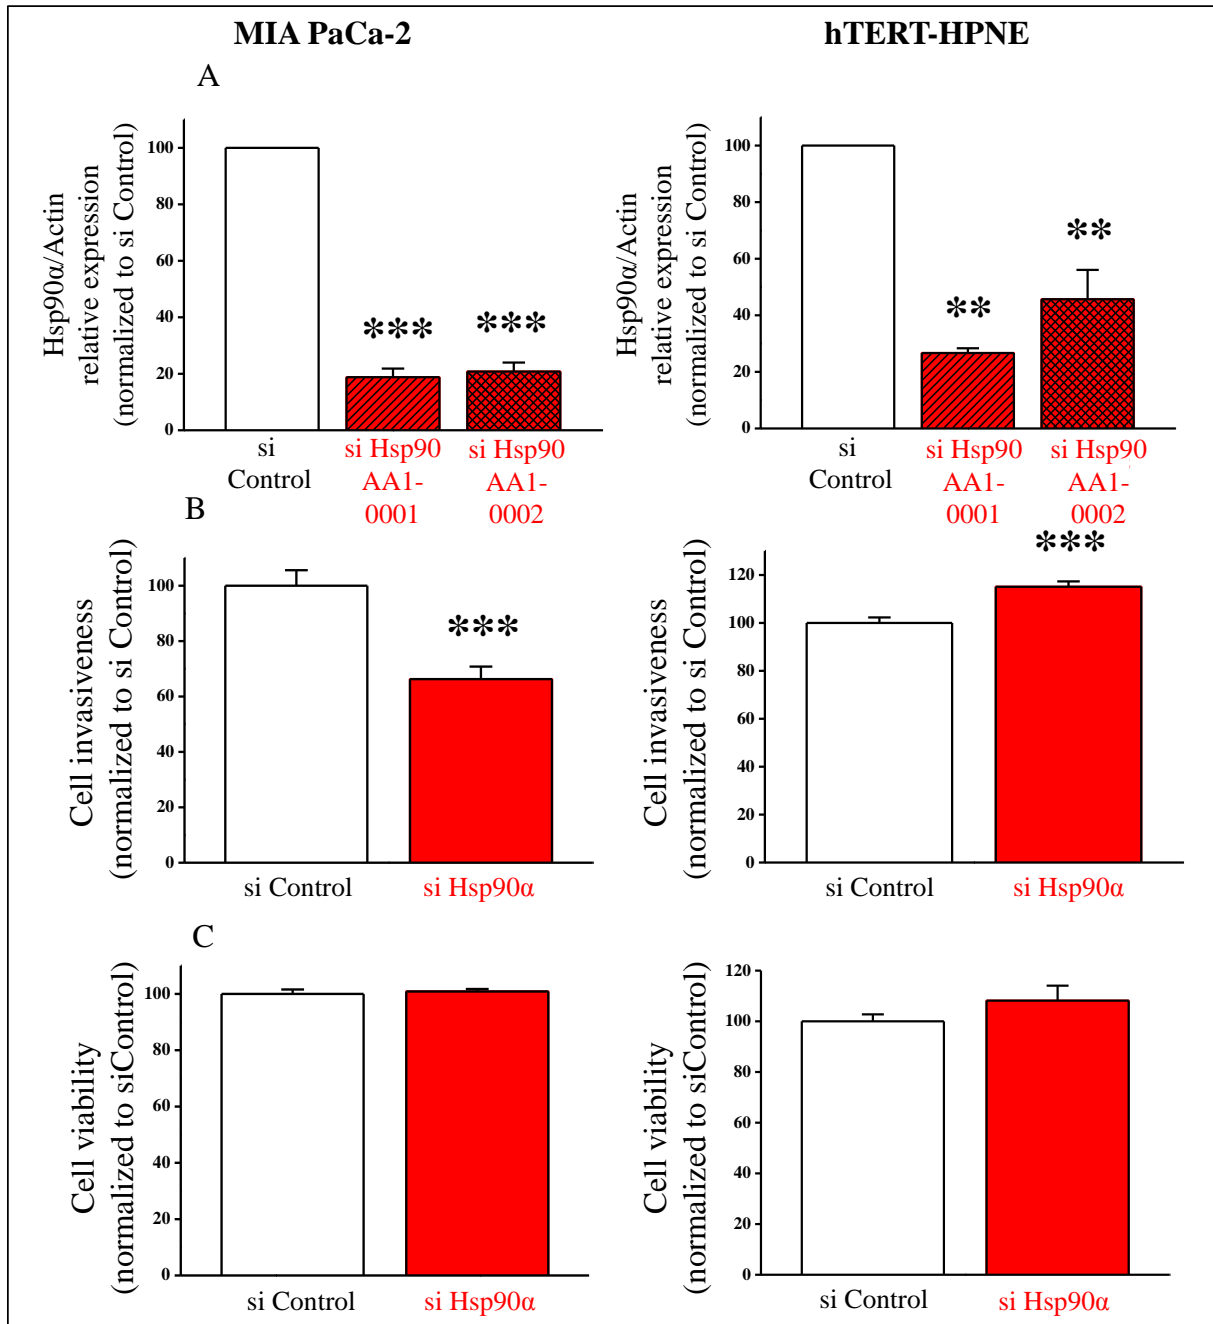 MIA PaCa-2
hTERT-HPNE
A
Hsp90α/Actin
relative expression
(normalized to si Control)
100
80
60
40
20
0
***
***
si
Control
si Hsp90
AA1-
0001
si Hsp90
AA1-
0002
Hsp90α/Actin
relative expression
(normalized to si Control)
100
80
60
40
20
0
**
**
si
Control
si Hsp90
AA1-
0001
si Hsp90
AA1-
0002
B
Cell invasiveness
(normalized to si Control)
100
80
60
40
20
0
***
si Control
si Hsp90α
Cell invasiveness
(normalized to si Control)
120
100
80
60
40
20
0
***
si Control
si Hsp90α
C
Cell viability
(normalized to siControl)
100
80
60
40
20
0
si Control
si Hsp90α
Cell viability
(normalized to siControl)
120
100
80
60
40
20
0
si Control
si Hsp90α